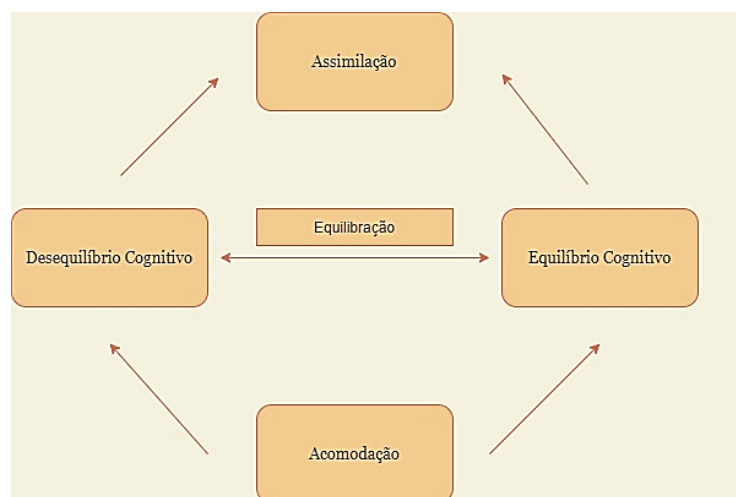 Assimilação
Equilibração
Desequilíbrio Cognitivo
Equilíbrio Cognitivo
Acomodação